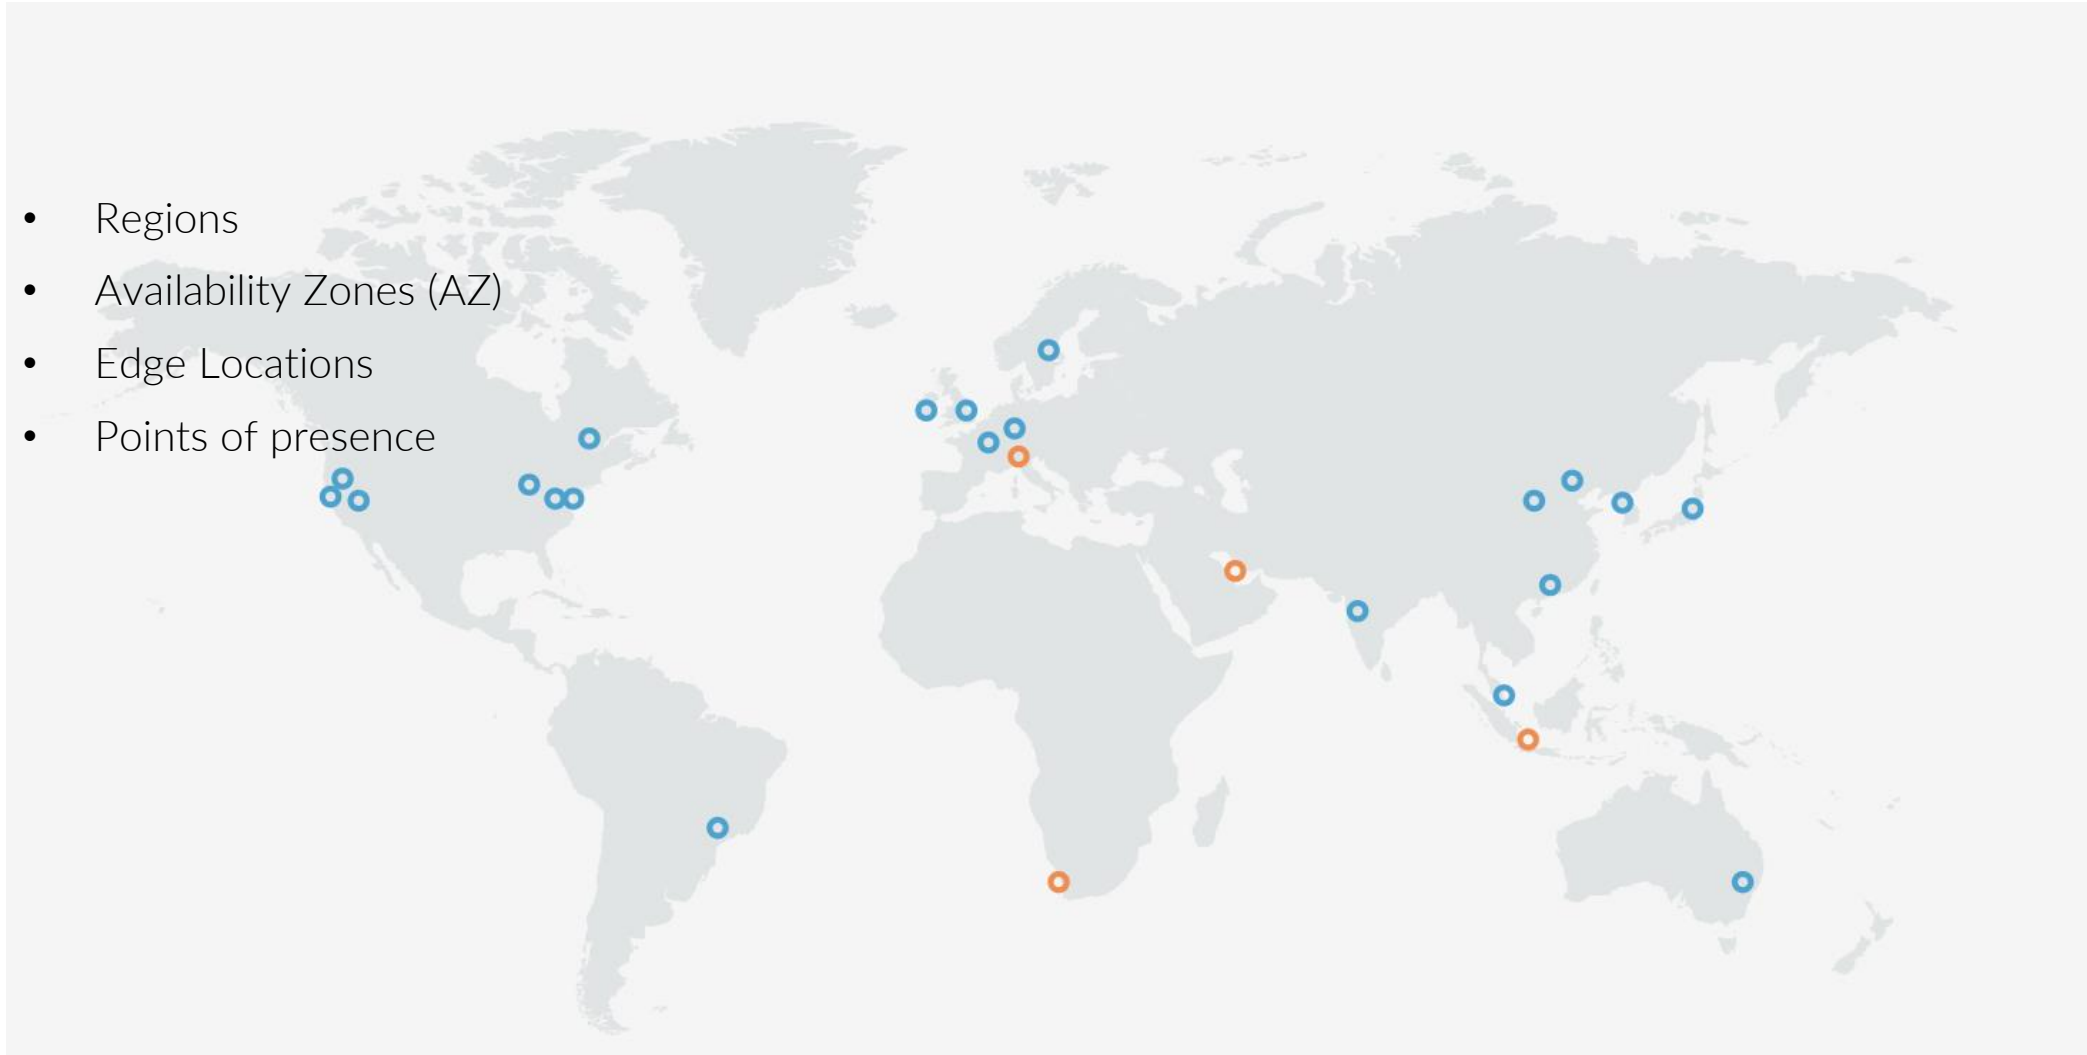 • Regions
• Availability Zones (AZ)
• Edge Locations
• Points of presence